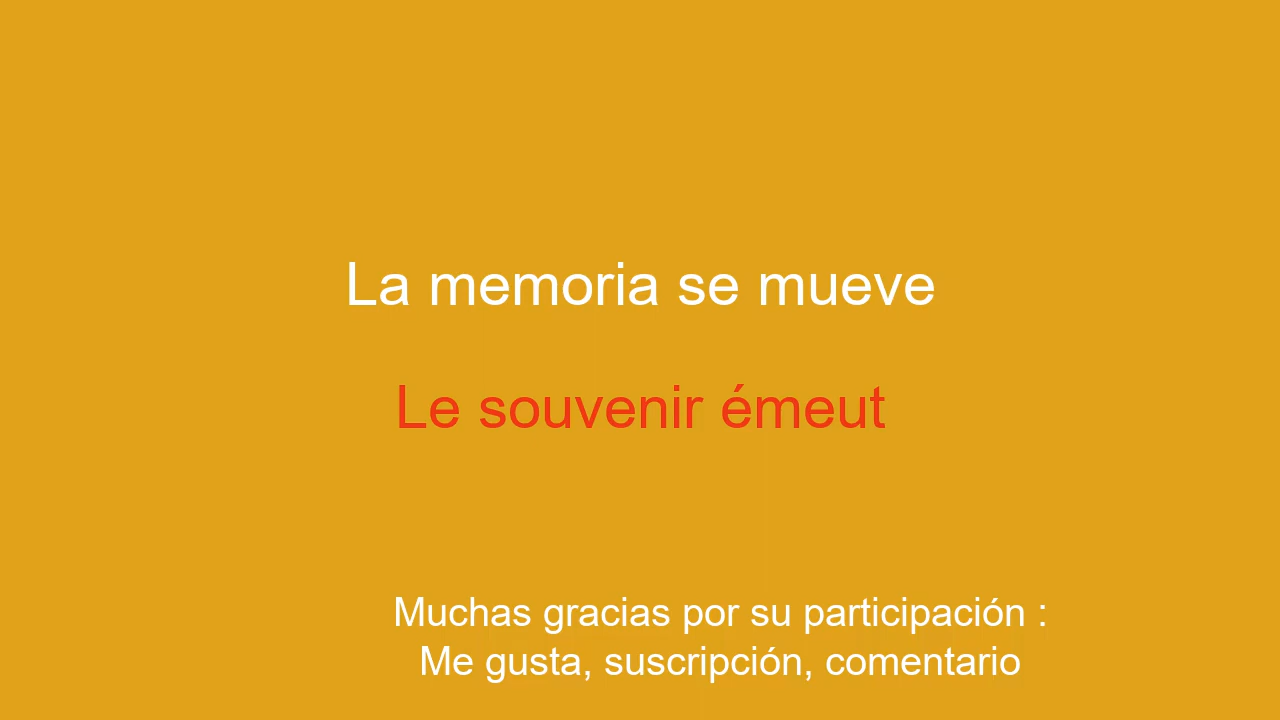 La memoria se mueve
Le souvenir émeut
Muchas gracias por su participación :
Me gusta, suscripción, comentario